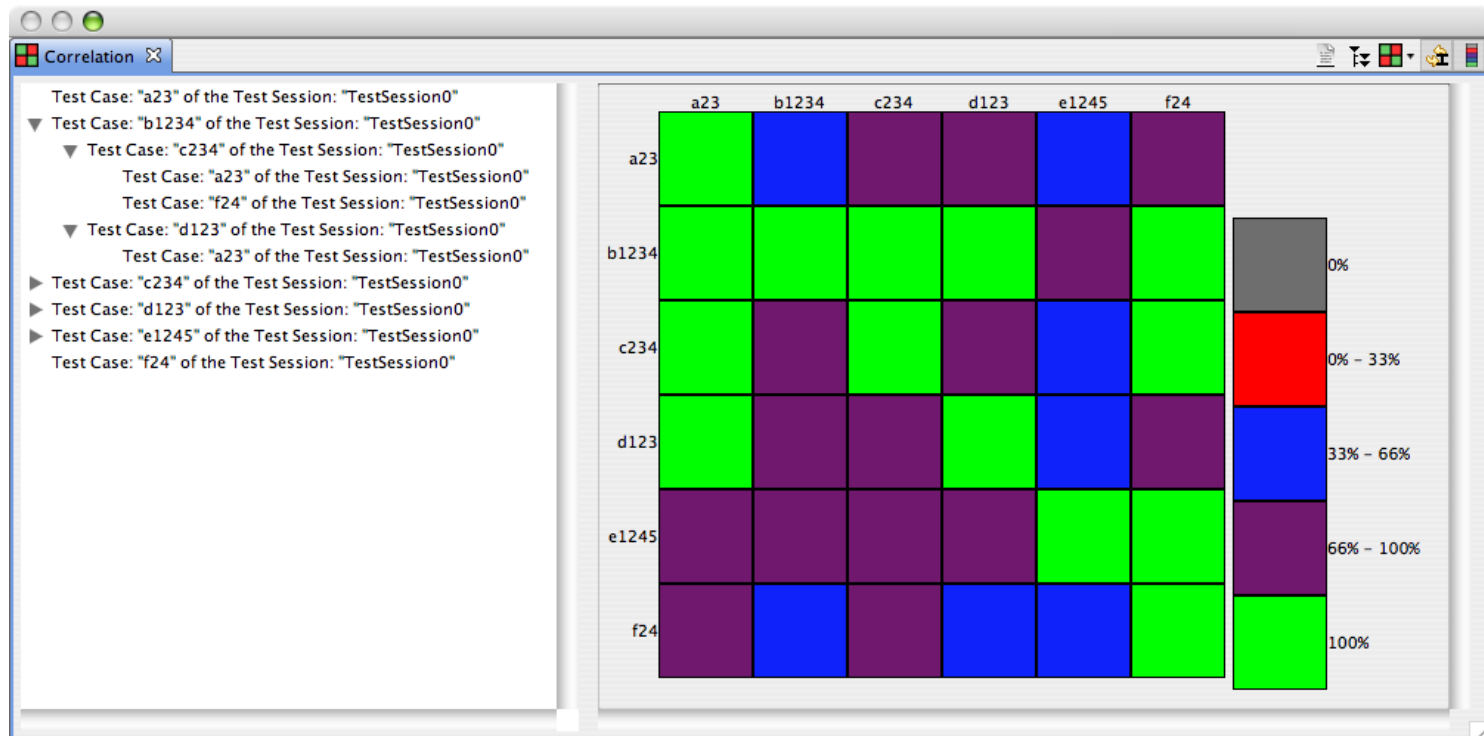 Correlation
Test Case: "a23" of the Test Session: "TestSession0"
Test Case: "b1234" of the Test Session: "TestSession0"
Test Case: "c234" of the Test Session: "TestSession0"
Test Case: "a23" of the Test Session: "TestSession0"
Test Case: "f24" of the Test Session: "TestSession0"
Test Case: "d123" of the Test Session: "TestSession0"
Test Case: "a23" of the Test Session: "TestSession0"
Test Case: "c234" of the Test Session: "TestSession0"
Test Case: "d123" of the Test Session: "TestSession0"
Test Case: "e1245" of the Test Session: "TestSession0"
Test Case: "f24" of the Test Session: "TestSession0"
a23 b1234 c234 d123 e1245 f24
a23
b1234
c234
d123
e1245
f24
0%
0% - 33%
33% - 66%
66% - 100%
100%